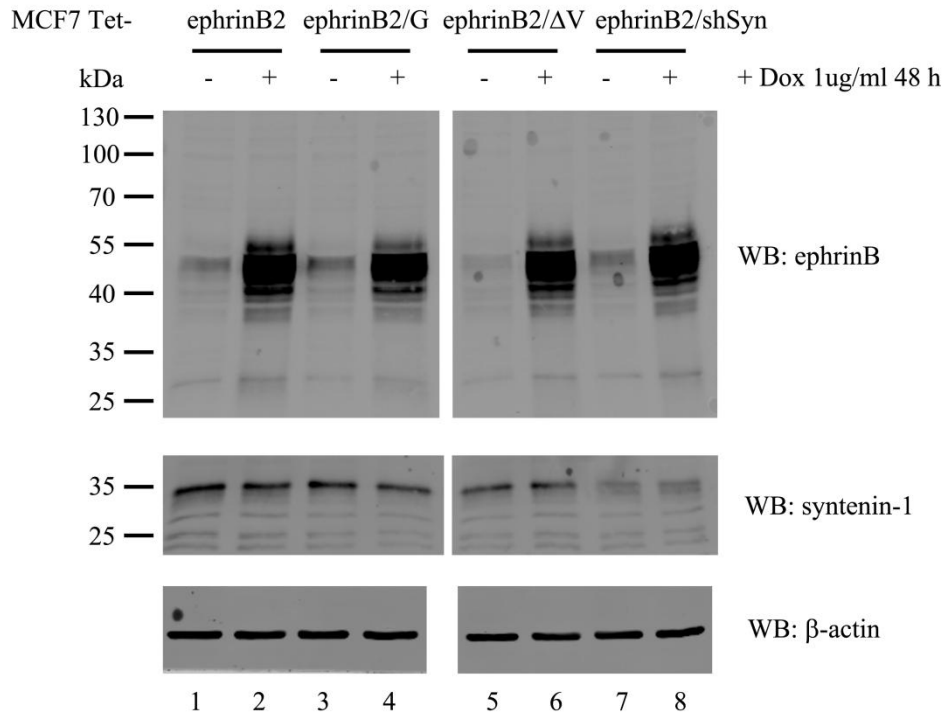 MCF7 Tet- ephrinB2 ephrinB2/G ephrinB2/ΔV ephrinB2/shSyn
kDa - + - + - + - + + Dox 1ug/ml 48 h
130
100
70
55
WB: ephrinB
40
35
25
35
WB: syntenin-1
25
WB: β-actin
1 2 3 4 5 6 7 8